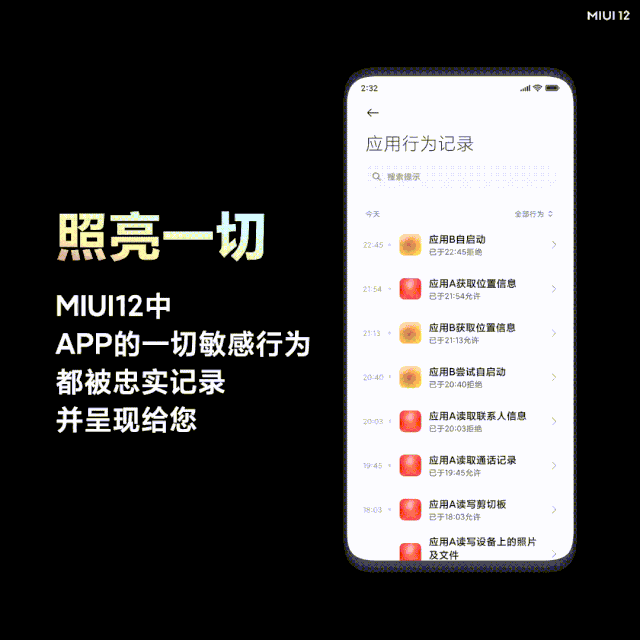 MIUI 12
照亮一切
MIUI12中
APP的一切敏感行为
都被忠实记录
并呈现给您
2:32
应用行为记录
搜索提示
今天
全部行为
22:45
应用B自启动
已于22:45拒绝
21:54
应用A获取位置信息
已于21:54允许
21:13
应用B获取位置信息
已于21:13允许
20:40
应用B尝试自启动
已于20:40拒绝
20:03
应用A读取联系人信息
已于20:03拒绝
19:45
应用A读取通话记录
已于19:45允许
18:03
应用A读写剪切板
已于18:03允许
应用A读写设备上的照片
及文件